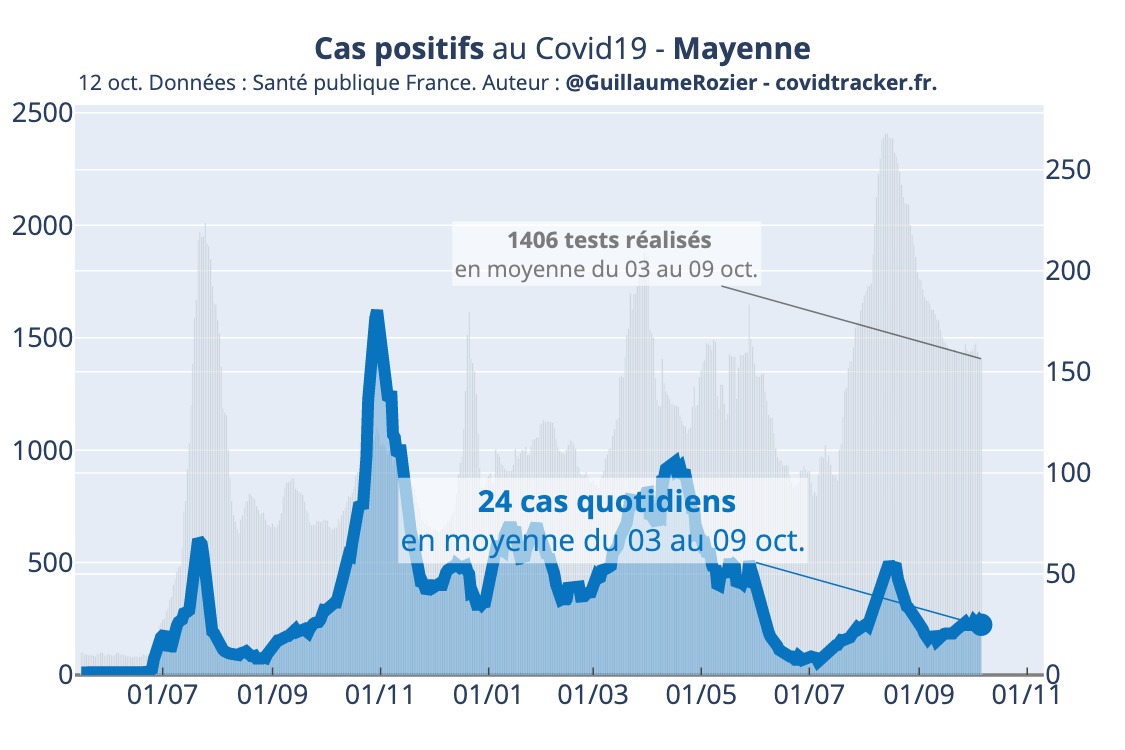 Cas positifs au Covid19 - Mayenne
12 oct. Données : Santé publique France. Auteur : @GuillaumeRozier - covidtracker.fr.
2500
2000
1500
1000
500
0
250
200
150
100
50
0
1406 tests réalisés
en moyenne du 03 au 09 oct.
24 cas quotidiens
en moyenne du 03 au 09 oct.
01/07 01/09 01/11 01/01 01/03 01/05 01/07 01/09 01/11